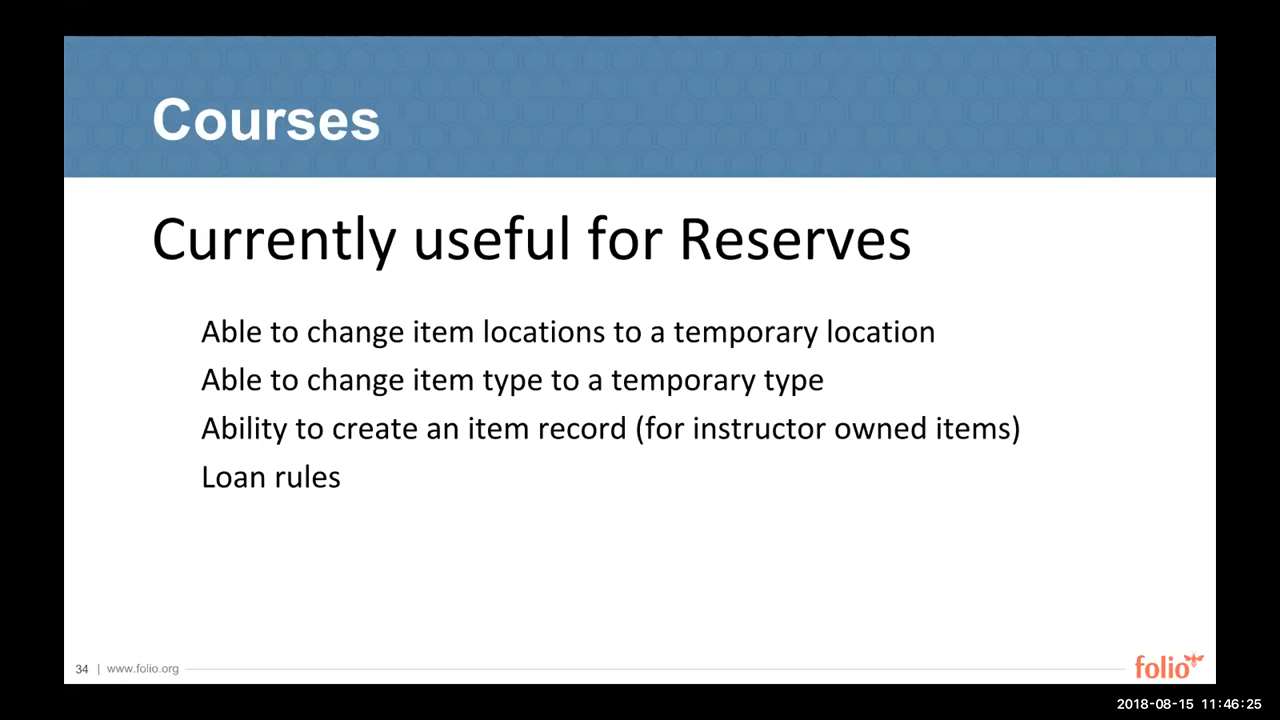 Courses
Currently useful for Reserves
Able to change item locations to a temporary location
Able to change item type to a temporary type
Ability to create an item record (for instructor owned items)
Loan rules
34 | www.folio.org
folio
2018-08-15 11:46:25